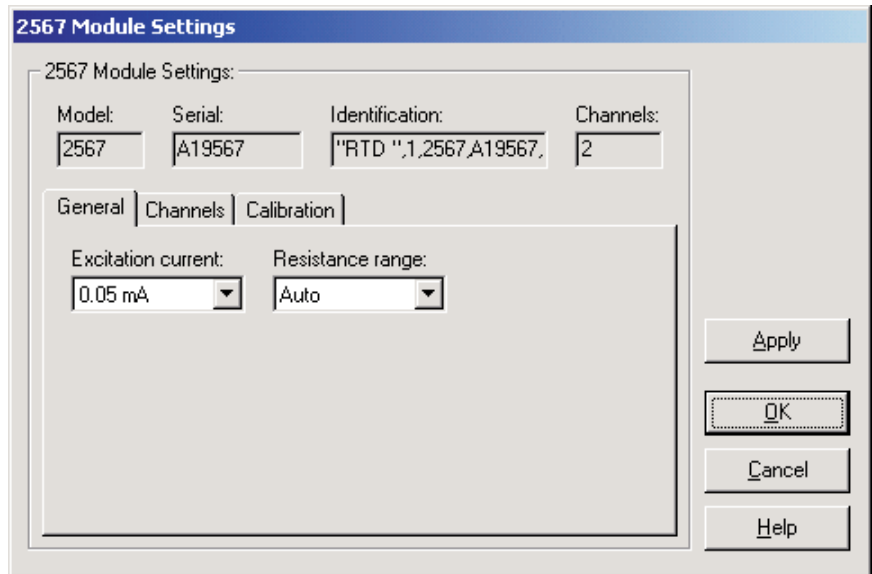 2567 Module Settings
2567 Module Settings:
Model: Serial: Identification: Channels:
2567 A19567 "RTD ",1,2567,A19567, 2
General Channels Calibration
Excitation current: Resistance range:
0.05 mA Auto
Apply
OK
Cancel
Help